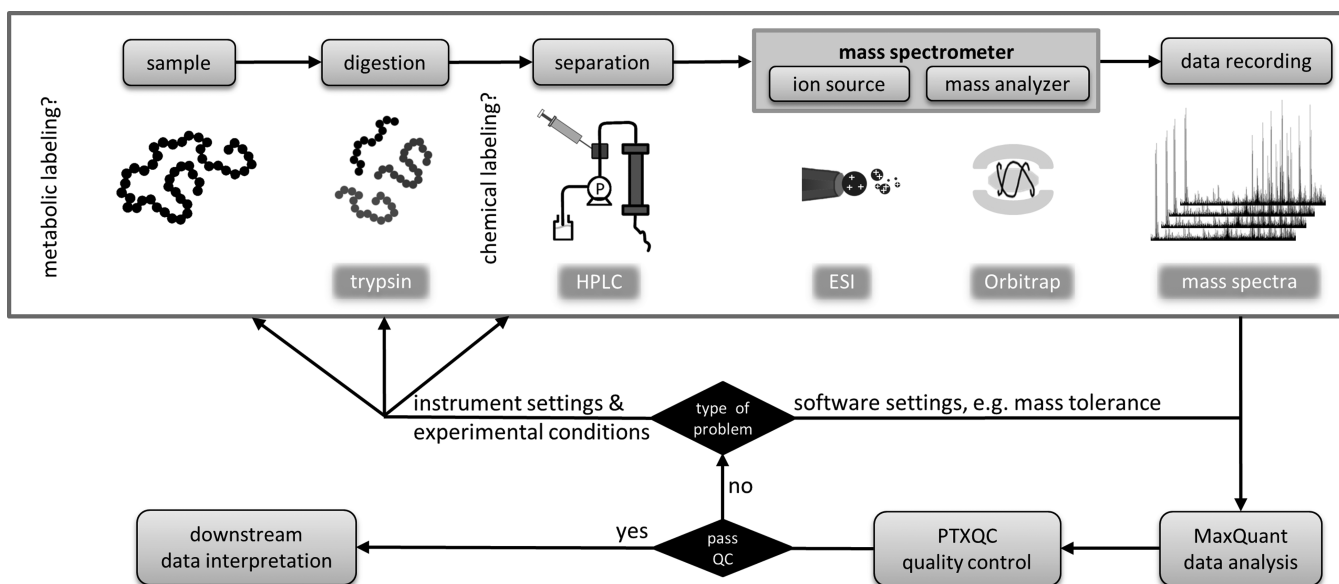 sample
digestion
separation
mass spectrometer
ion source
mass analyzer
data recording
metabolic labeling?
chemical labeling?
P
trypsin
HPLC
ESI
Orbitrap
mass spectra
instrument settings &
experimental conditions
type of
problem
software settings, e.g. mass tolerance
no
yes
downstream
data interpretation
pass
QC
PTXQC
quality control
MaxQuant
data analysis